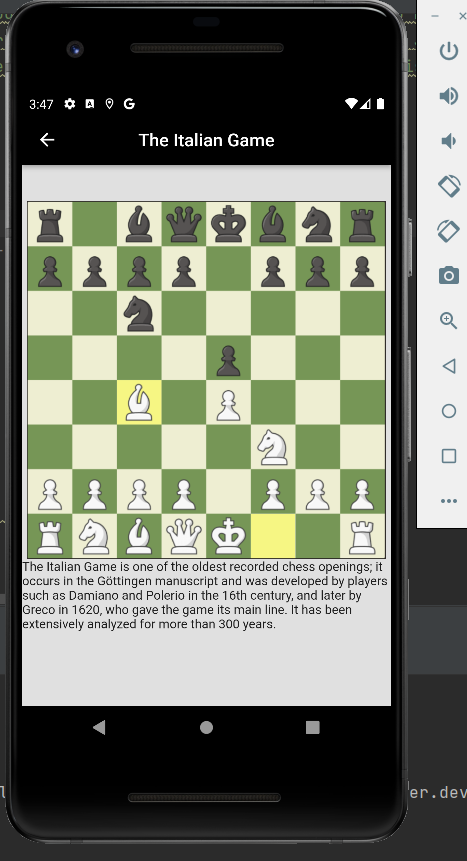 3:47
The Italian Game
The Italian Game is one of the oldest recorded chess openings; it
occurs in the Göttingen manuscript and was developed by players
such as Damiano and Polerio in the 16th century, and later by
Greco in 1620, who gave the game its main line. It has been
extensively analyzed for more than 300 years.
er.dev